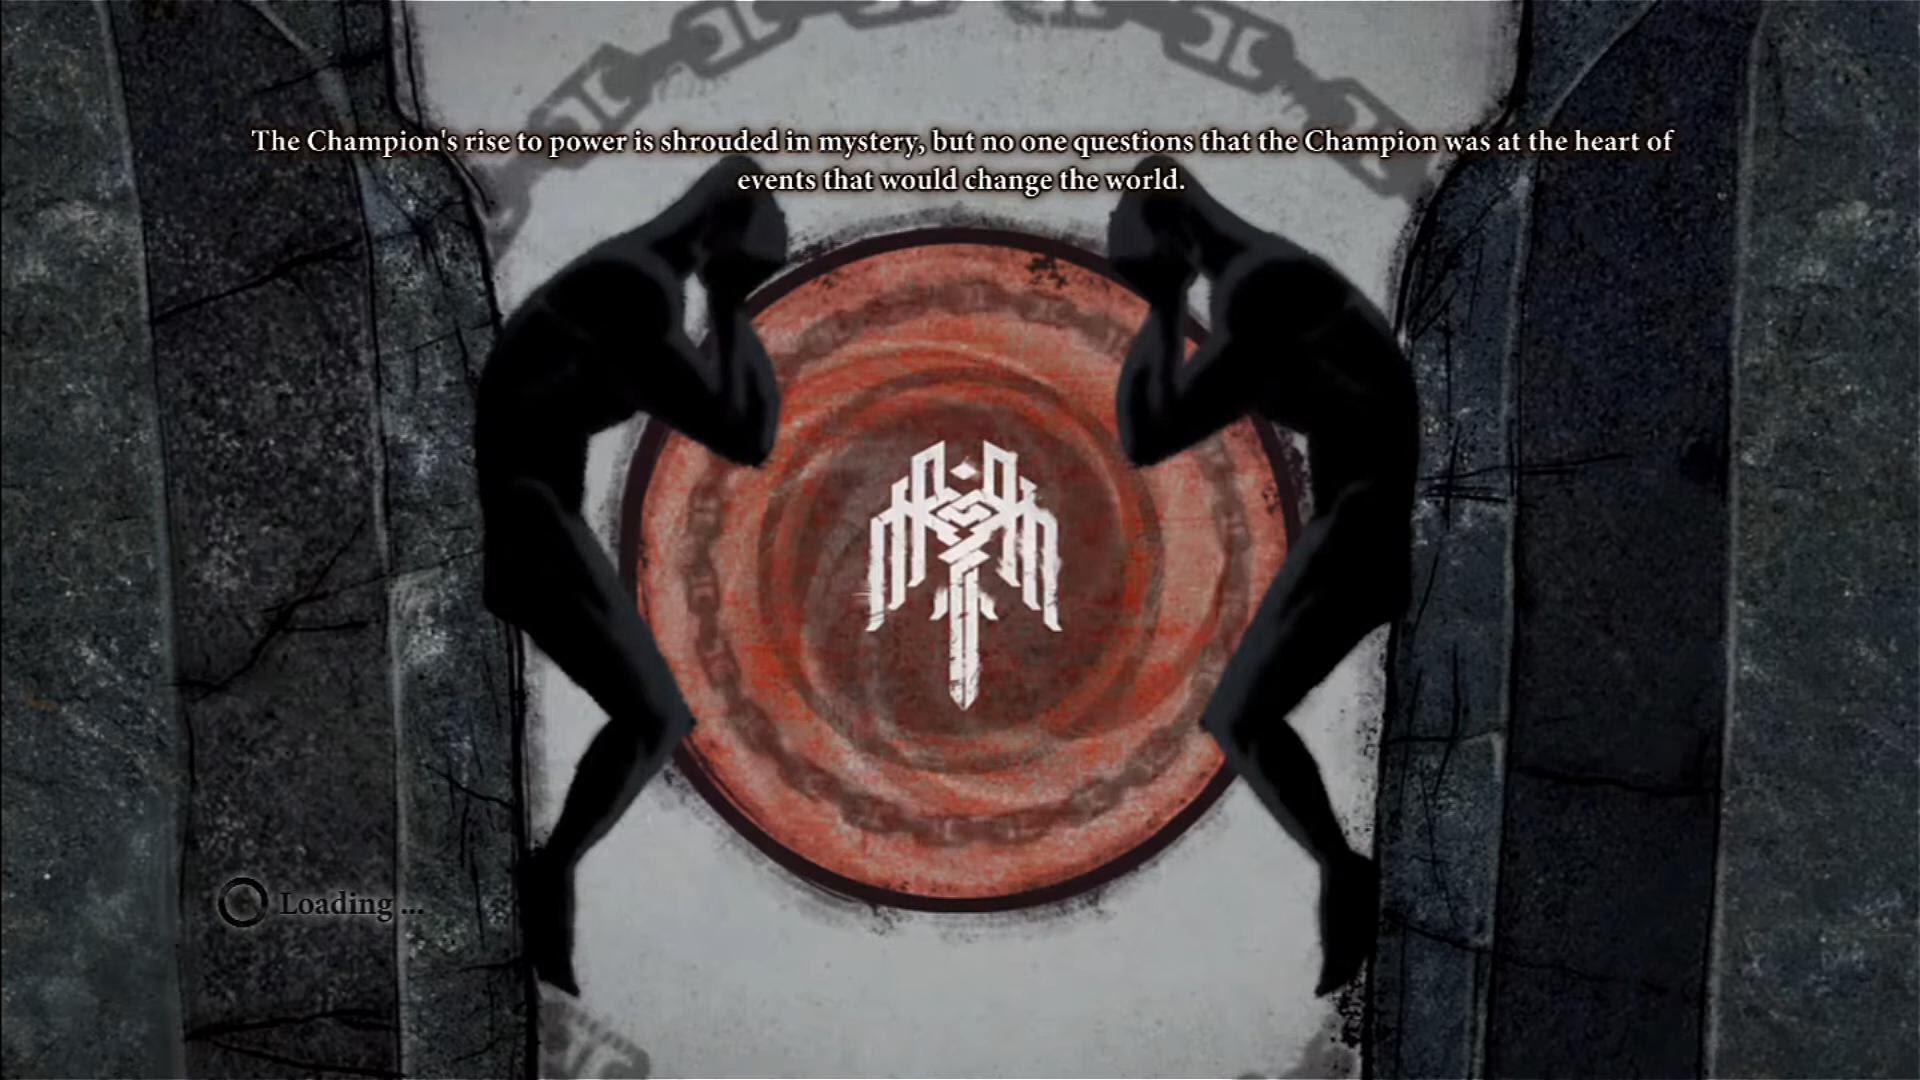 The Champion's rise to power is shrouded in mystery, but no one questions that the Champion was at the heart of
events that would change the world.
Loading ...